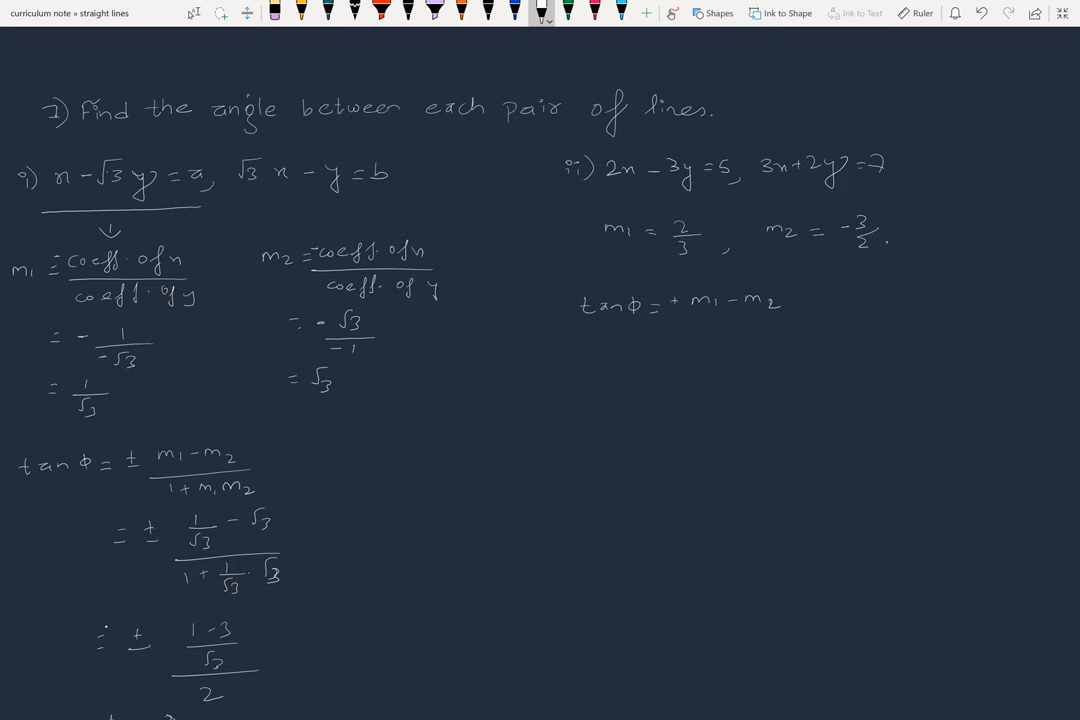 curriculum note » straight lines
Shapes Ink to Shape Ink to Text Ruler
1) Find the angle between each pair of lines.
i) x - √3 y = a, √3 x - y = b
m1 = coeff. of x / coeff. of y
= - 1 / -√3
= 1 / √3
m2 = -coeff. of x / coeff. of y
= - √3 / -1
= √3
tan ϕ = ± m1 - m2 / 1 + m1 m2
= ± 1/√3 - √3 / 1 + 1/√3 . √3
= ± 1-3 / √3 / 2
ii) 2x - 3y = 5, 3x + 2y = 7
m1 = 2/3, m2 = -3/2.
tan ϕ = + m1 - m2